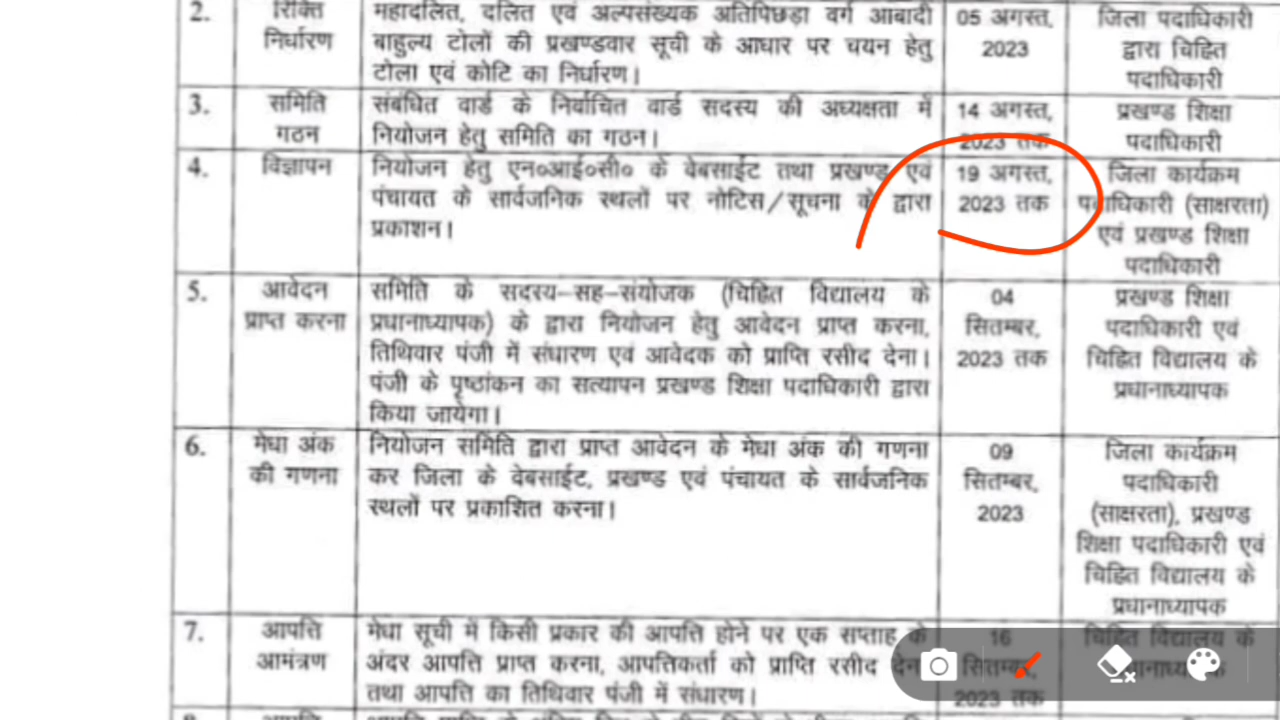 2. रिक्ति महादलित, दलित एवं अल्पसंख्यक अतिपिछड़ा वर्ग आबादी 05 अगस्त, जिला पदाधिकारी
निर्धारण बाहुल्य टोलों की प्रखण्डवार सूची के आधार पर चयन हेतु 2023 द्वारा चिह्नित
टोला एवं कोटि का निर्धारण। पदाधिकारी
3. समिति संबंधित वार्ड के निर्वाचित वार्ड सदस्य की अध्यक्षता में 14 अगस्त, प्रखण्ड शिक्षा
गठन नियोजन हेतु समिति का गठन। 2023 तक पदाधिकारी
4. विज्ञापन नियोजन हेतु एन०आई०सी० के वेबसाईट तथा प्रखण्ड एवं 19 अगस्त, जिला कार्यक्रम
पंचायत के सार्वजनिक स्थलों पर नोटिस/सूचना के द्वारा 2023 तक पदाधिकारी (साक्षरता)
प्रकाशन। एवं प्रखण्ड शिक्षा
पदाधिकारी
5. आवेदन समिति के सदस्य-सह-संयोजक (चिह्नित विद्यालय के 04 प्रखण्ड शिक्षा
प्राप्त करना प्रधानाध्यापक) के द्वारा नियोजन हेतु आवेदन प्राप्त करना, सितम्बर, पदाधिकारी एवं
तिथिवार पंजी में संधारण एवं आवेदक को प्राप्ति रसीद देना। 2023 तक चिह्नित विद्यालय के
पंजी के पृष्ठांकन का सत्यापन प्रखण्ड शिक्षा पदाधिकारी द्वारा प्रधानाध्यापक
किया जायेगा।
6. मेधा अंक नियोजन समिति द्वारा प्राप्त आवेदन के मेधा अंक की गणना 09 जिला कार्यक्रम
की गणना कर जिला के वेबसाईट, प्रखण्ड एवं पंचायत के सार्वजनिक सितम्बर, पदाधिकारी
स्थलों पर प्रकाशित करना। 2023 (साक्षरता), प्रखण्ड
शिक्षा पदाधिकारी एवं
चिह्नित विद्यालय के
प्रधानाध्यापक
7. आपत्ति मेधा सूची में किसी प्रकार की आपत्ति होने पर एक सप्ताह के 16 चिह्नित विद्यालय के
आमंत्रण अंदर आपत्ति प्राप्त करना, आपत्तिकर्ता को प्राप्ति रसीद देना सितम्बर, प्रधानाध्यापक
तथा आपत्ति का तिथिवार पंजी में संधारण। 2023 तक